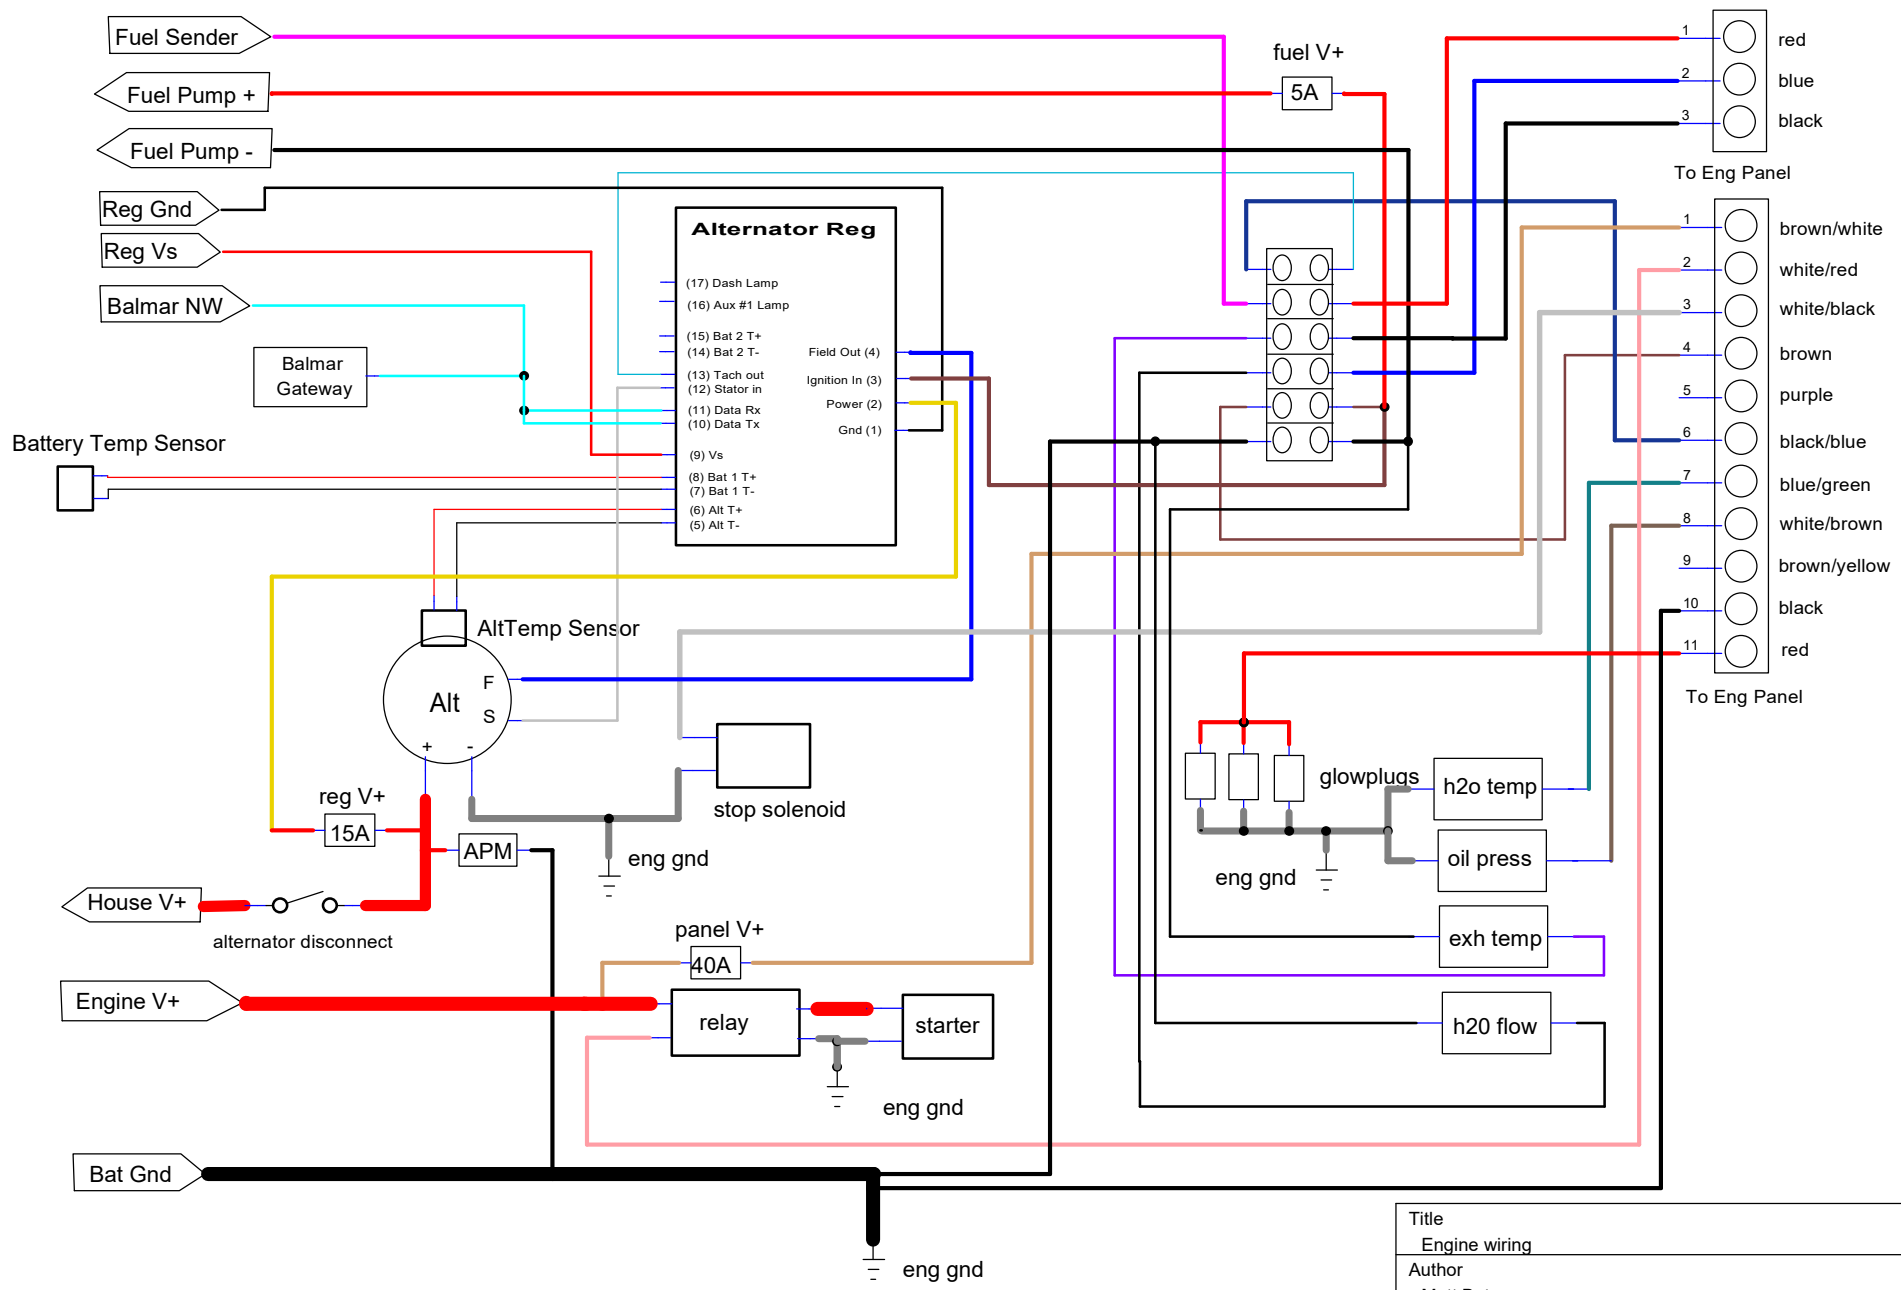 Fuel Sender
Fuel Pump +
Fuel Pump -
Reg Gnd
Reg Vs
Balmar NW
Balmar
Gateway
Battery Temp Sensor
Alternator Reg
(17) Dash Lamp
(16) Aux #1 Lamp
(15) Bat 2 T+
(14) Bat 2 T-
(13) Tach out
(12) Stator in
(11) Data Rx
(10) Data Tx
(9) Vs
(8) Bat 1 T+
(7) Bat 1 T-
(6) Alt T+
(5) Alt T-
Field Out (4)
Ignition In (3)
Power (2)
Gnd (1)
fuel V+
5A
1 red
2 blue
3 black
To Eng Panel
1 brown/white
2 white/red
3 white/black
4 brown
5 purple
6 black/blue
7 blue/green
8 white/brown
9 brown/yellow
10 black
11 red
To Eng Panel
AltTemp Sensor
Alt
F
S
+ -
reg V+
15A
APM
stop solenoid
eng gnd
House V+
alternator disconnect
panel V+
40A
Engine V+
relay
starter
eng gnd
Bat Gnd
eng gnd
glowplugs
eng gnd
h2o temp
oil press
exh temp
h20 flow
Title
Engine wiring
Author